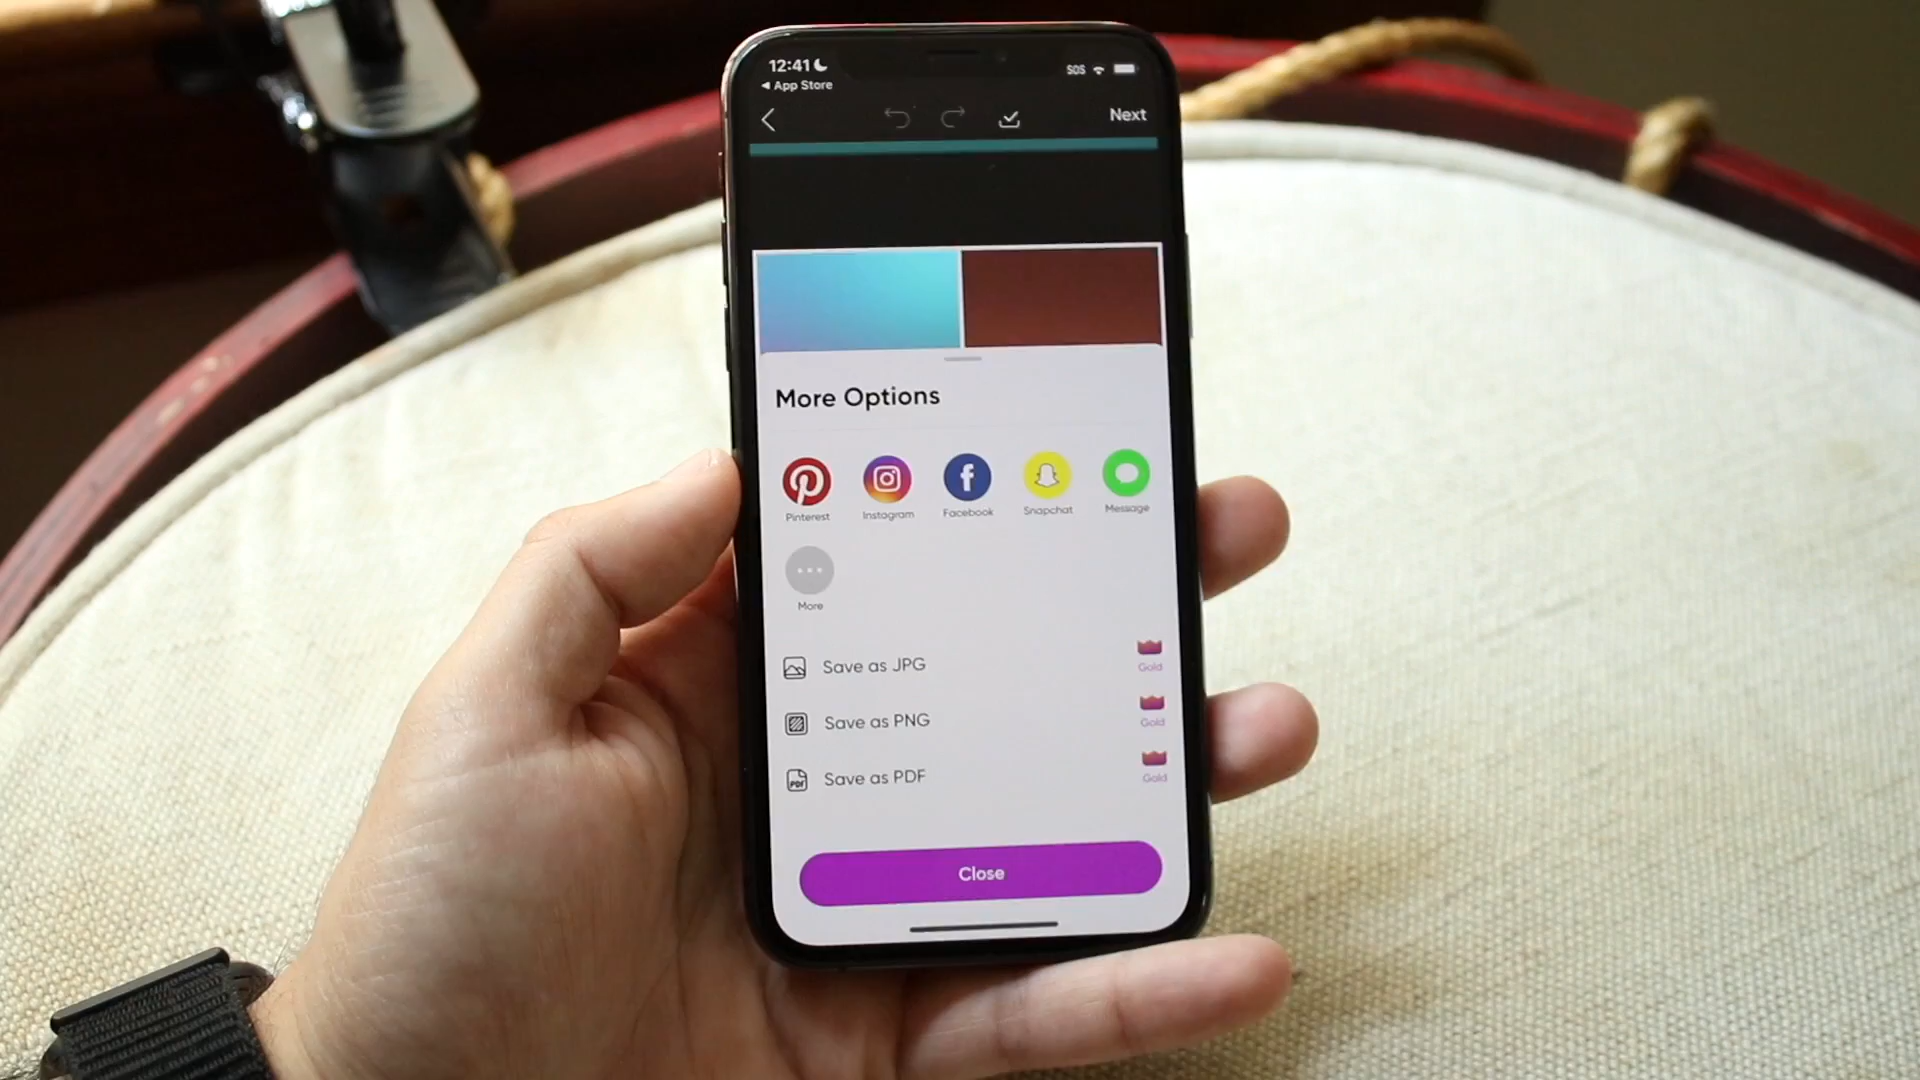 12:41
SOS
App Store
Next
More Options
Pinterest
Instagram
Facebook
Snapchat
Message
More
Save as JPG
Gold
Save as PNG
Gold
PDF
Save as PDF
Gold
Close